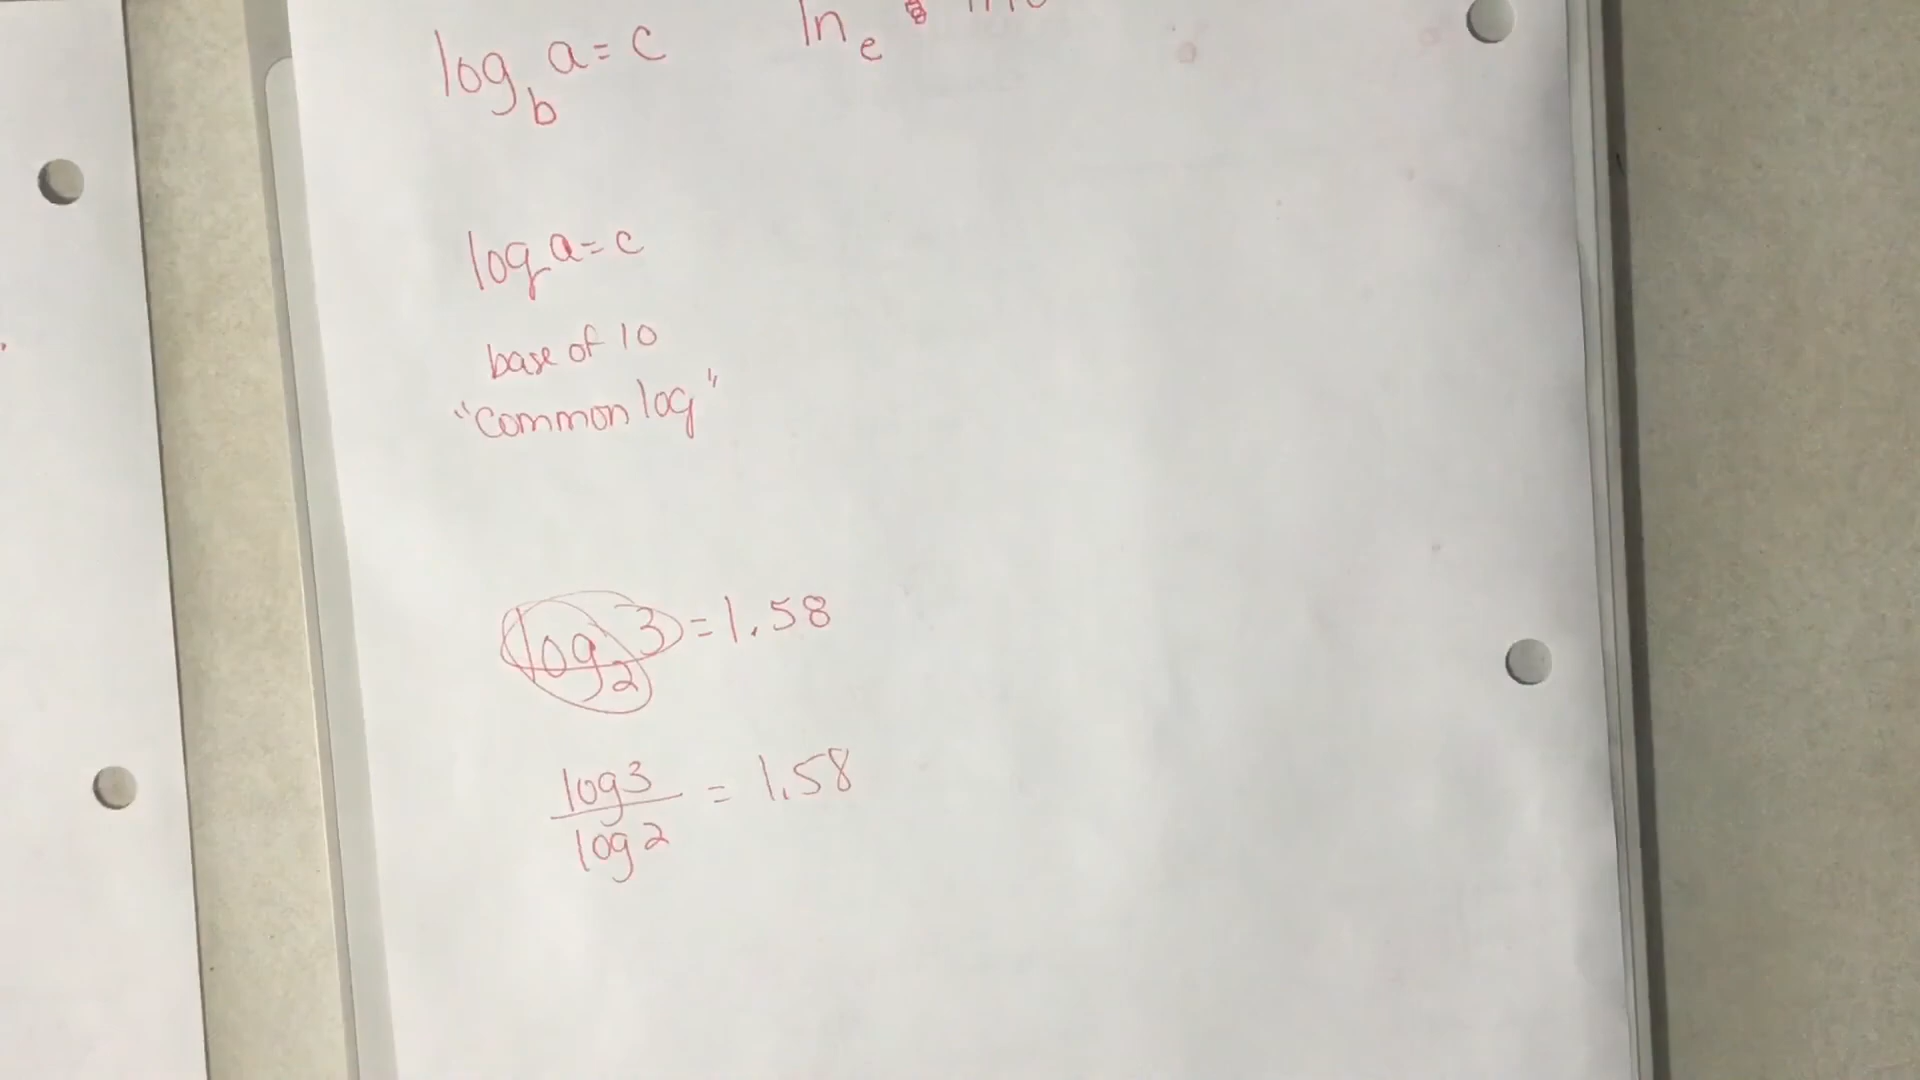 log_b a = c
ln_e
log a = c
base of 10
"common log"
log_2 3 = 1.58
log 3
log 2
= 1.58